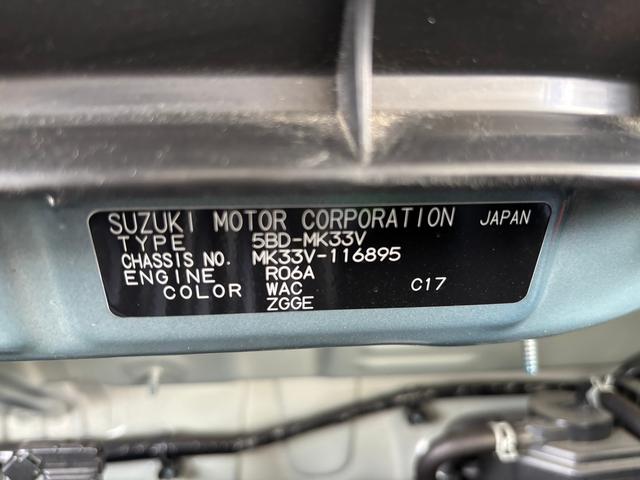 SUZUKI MOTOR CORPORATION JAPAN
TYPE 5BD-MK33V
CHASSIS NO. MK33V-116895
ENGINE R06A
COLOR WAC C17
ZGGE